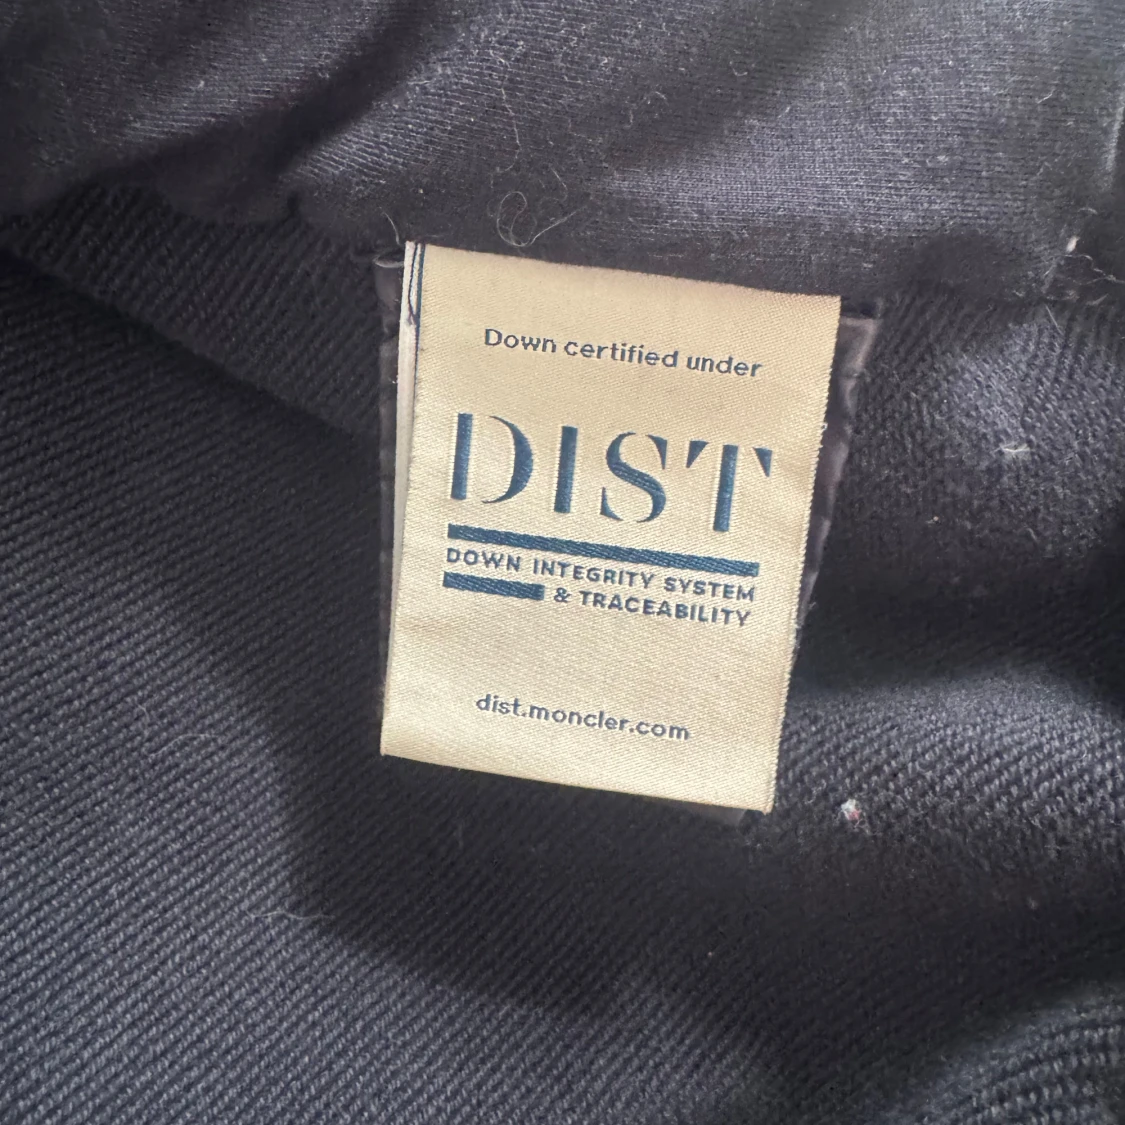 Down certified under
DIST
DOWN INTEGRITY SYSTEM
& TRACEABILITY
dist.moncler.com